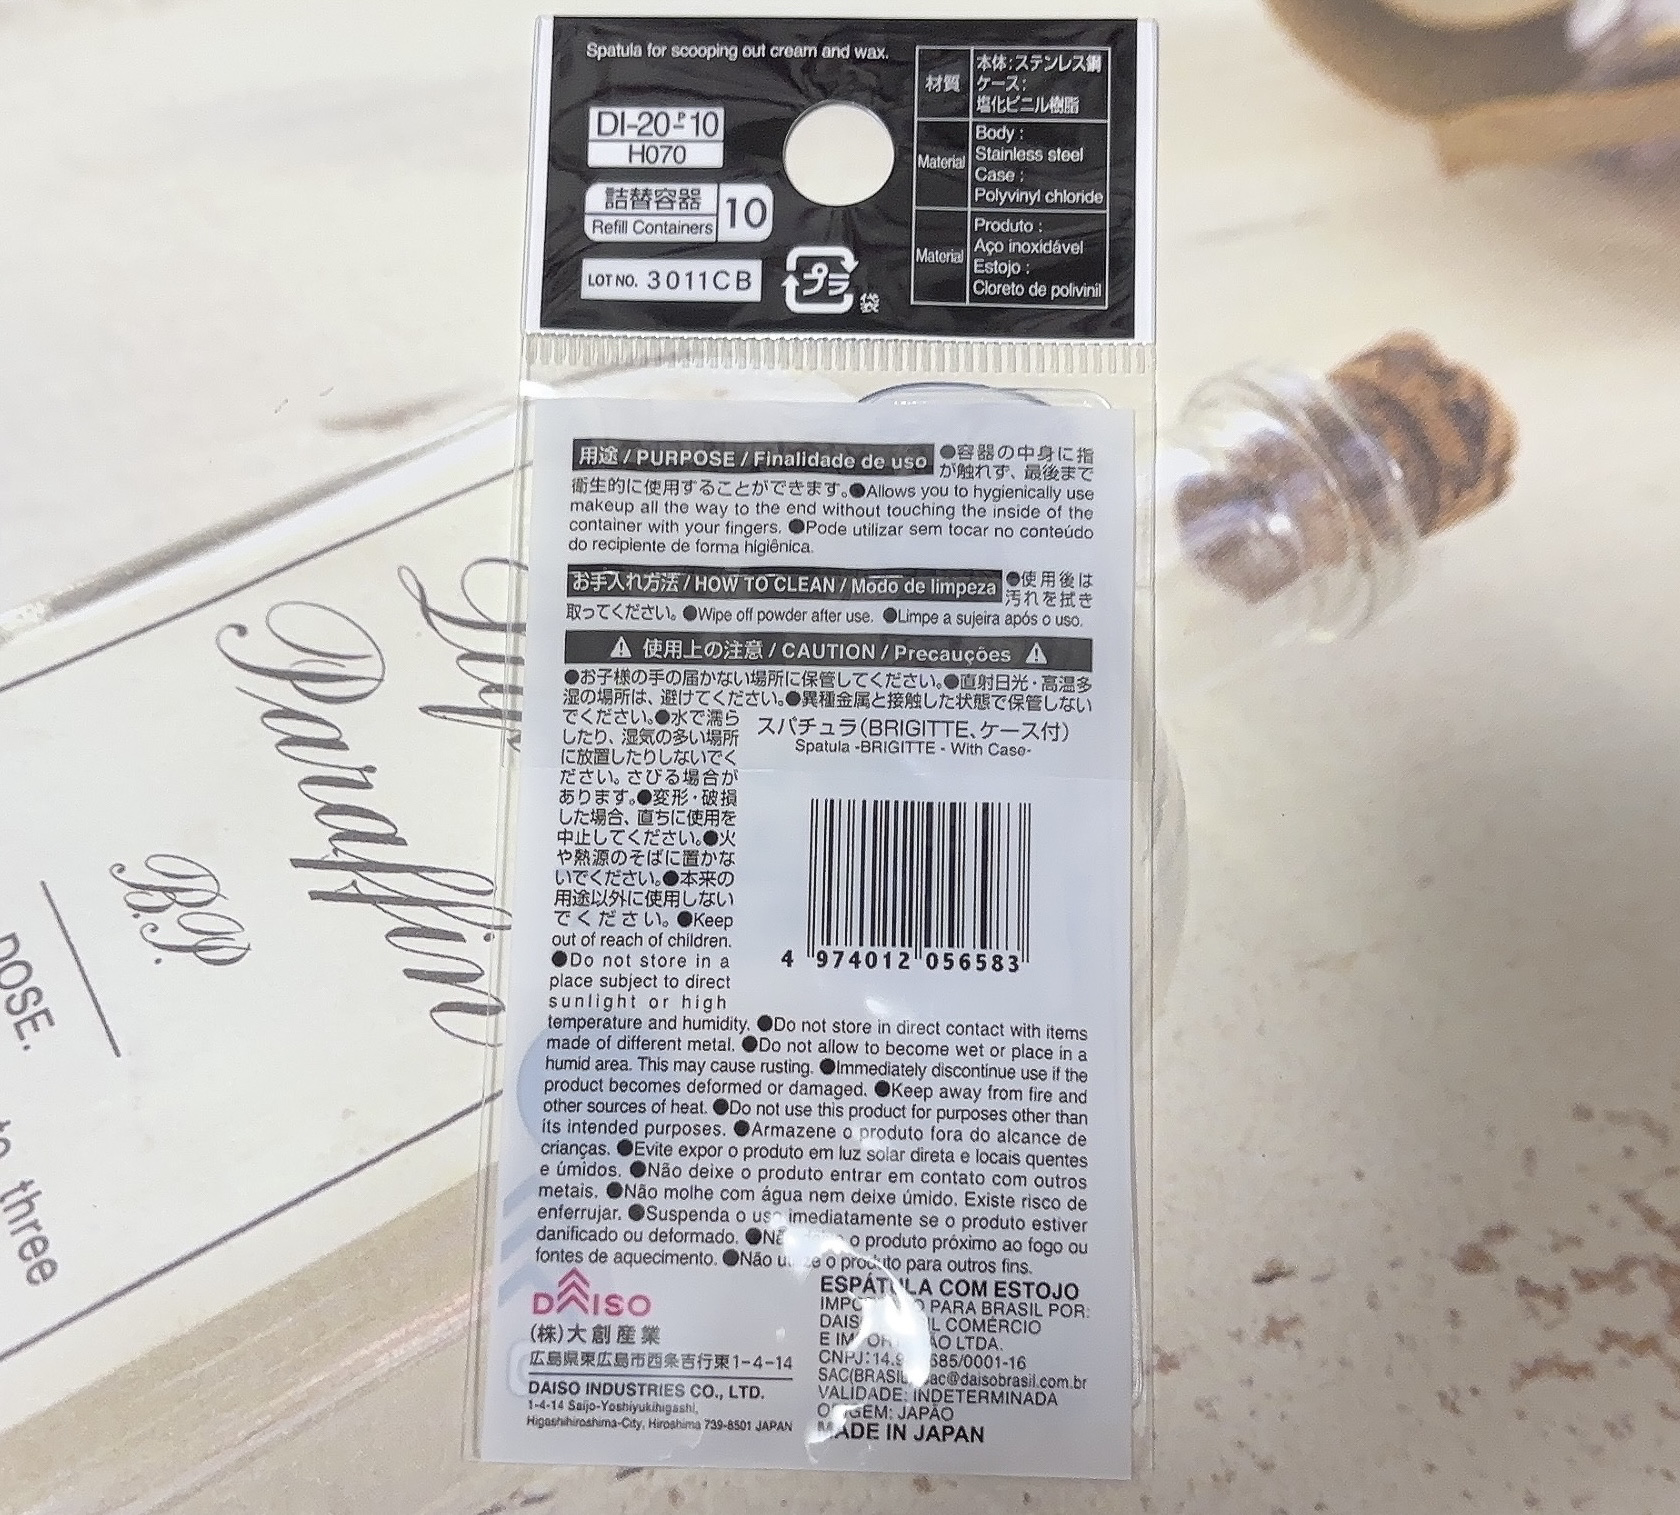 Spatula for scooping out cream and wax.
DI-20-P10
H070
詰替容器
Refill Containers
10
LOT NO. 3011CB
プラ
袋
材質
本体:ステンレス鋼
ケース:
塩化ビニル樹脂
Material
Body :
Stainless steel
Case :
Polyvinyl chloride
Material
Produto :
Aço inoxidável
Estojo :
Cloreto de polivinil
用途 / PURPOSE / Finalidade de uso ●容器の中身に指
が触れず、最後まで
衛生的に使用することができます。●Allows you to hygienically use
makeup all the way to the end without touching the inside of the
container with your fingers. ●Pode utilizar sem tocar no conteúdo
do recipiente de forma higiênica.
お手入れ方法 / HOW TO CLEAN / Modo de limpeza ●使用後は
汚れを拭き
取ってください。●Wipe off powder after use. ●Limpe a sujeira após o uso.
使用上の注意 / CAUTION / Precauções
●お子様の手の届かない場所に保管してください。●直射日光・高温多
湿の場所は、避けてください。●異種金属と接触した状態で保管しない
でください。●水で濡ら
したり、湿気の多い場所
に放置したりしないでく
ださい。さびる場合が
あります。●変形・破損
した場合、直ちに使用を
中止してください。●火
や熱源のそばに置かな
いでください。●本来の
用途以外に使用しない
でください。●Keep
out of reach of children.
●Do not store in a
place subject to direct
sunlight or high
スパチュラ(BRIGITTE、ケース付)
Spatula -BRIGITTE - With Case-
4 974012 056583
temperature and humidity. ●Do not store in direct contact with items
made of different metal. ●Do not allow to become wet or place in a
humid area. This may cause rusting. ●Immediately discontinue use if the
product becomes deformed or damaged. ●Keep away from fire and
other sources of heat. ●Do not use this product for purposes other than
its intended purposes. ●Armazene o produto fora do alcance de
crianças. ●Evite expor o produto em luz solar direta e locais quentes
e úmidos. ●Não deixe o produto entrar em contato com outros
metais. ●Não molhe com água nem deixe úmido. Existe risco de
enferrujar. ●Suspenda o uso imediatamente se o produto estiver
danificado ou deformado. o produto próximo ao fogo ou
fontes de aquecimento. ●Não o produto para outros fins.
DAISO
(株)大創産業
広島県東広島市西条吉行東1-4-14
DAISO INDUSTRIES CO., LTD.
1-4-14 Saijo-Yoshiyukihigashi,
Higashihiroshima-City, Hiroshima 739-8501 JAPAN
ESPÁTULA COM ESTOJO
PARA BRASIL POR:
COMÉRCIO
E LTDA.
CNPJ: 685/0001-16
SAC(BRASIL) sac@daisobrasil.com.br
VALIDADE: INDETERMINADA
ORIGEM: JAPÃO
MADE IN JAPAN
Paraffin
B.P.
DOSE.
to three